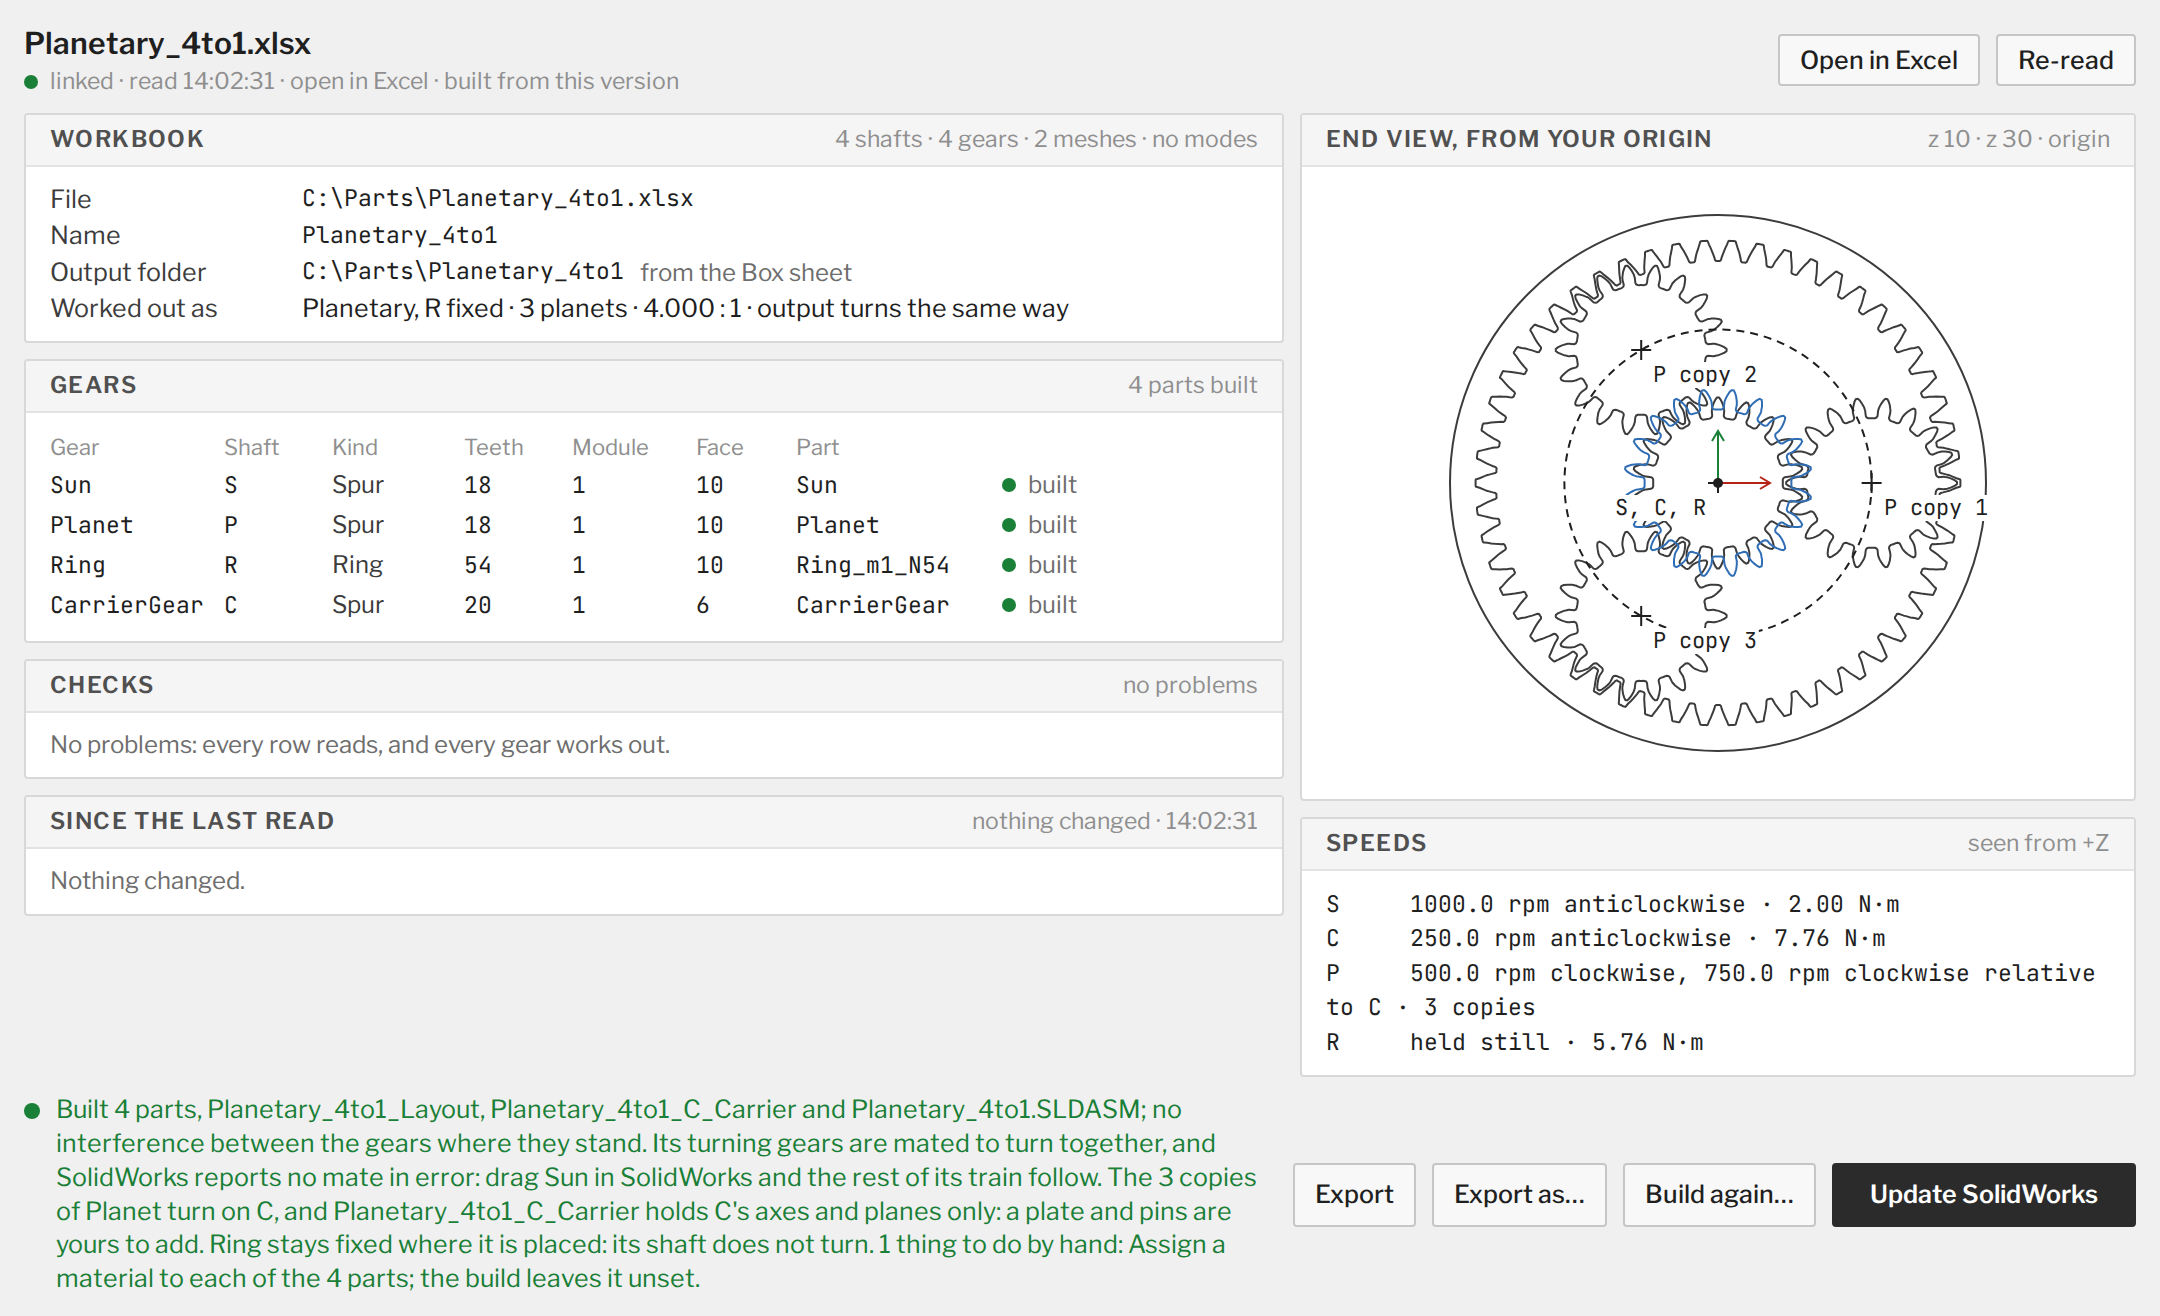 Planetary_4to1.xlsx
linked · read 14:02:31 · open in Excel · built from this version
Open in Excel
Re-read
WORKBOOK
4 shafts · 4 gears · 2 meshes · no modes
File C:\Parts\Planetary_4to1.xlsx
Name Planetary_4to1
Output folder C:\Parts\Planetary_4to1 from the Box sheet
Worked out as Planetary, R fixed · 3 planets · 4.000 : 1 · output turns the same way
GEARS
4 parts built
Gear Shaft Kind Teeth Module Face Part
Sun S Spur 18 1 10 Sun built
Planet P Spur 18 1 10 Planet built
Ring R Ring 54 1 10 Ring_m1_N54 built
CarrierGear C Spur 20 1 6 CarrierGear built
CHECKS
no problems
No problems: every row reads, and every gear works out.
SINCE THE LAST READ
nothing changed · 14:02:31
Nothing changed.
END VIEW, FROM YOUR ORIGIN
z 10 · z 30 · origin
P copy 2
S, C, R
P copy 1
P copy 3
SPEEDS
seen from +Z
S 1000.0 rpm anticlockwise · 2.00 N·m
C 250.0 rpm anticlockwise · 7.76 N·m
P 500.0 rpm clockwise, 750.0 rpm clockwise relative
to C · 3 copies
R held still · 5.76 N·m
Built 4 parts, Planetary_4to1_Layout, Planetary_4to1_C_Carrier and Planetary_4to1.SLDASM; no
interference between the gears where they stand. Its turning gears are mated to turn together, and
SolidWorks reports no mate in error: drag Sun in SolidWorks and the rest of its train follow. The 3 copies
of Planet turn on C, and Planetary_4to1_C_Carrier holds C's axes and planes only: a plate and pins are
yours to add. Ring stays fixed where it is placed: its shaft does not turn. 1 thing to do by hand: Assign a
material to each of the 4 parts; the build leaves it unset.
Export
Export as...
Build again...
Update SolidWorks